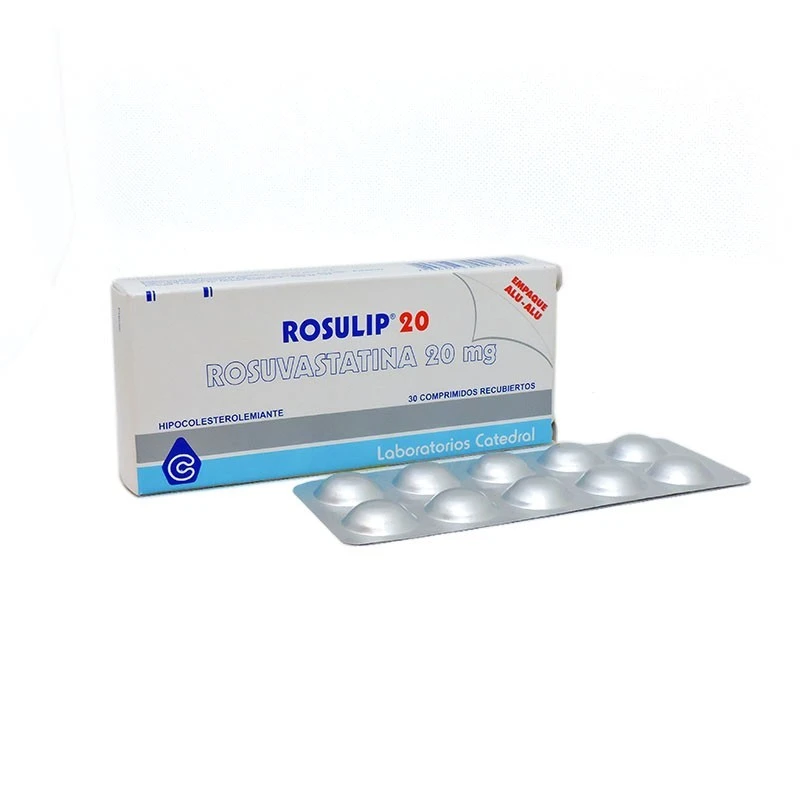 EMPAQUE
ALU-ALU
ROSULIP® 20
ROSUVASTATINA 20 mg
30 COMPRIMIDOS RECUBIERTOS
HIPOCOLESTEROLEMIANTE
Laboratorios Catedral